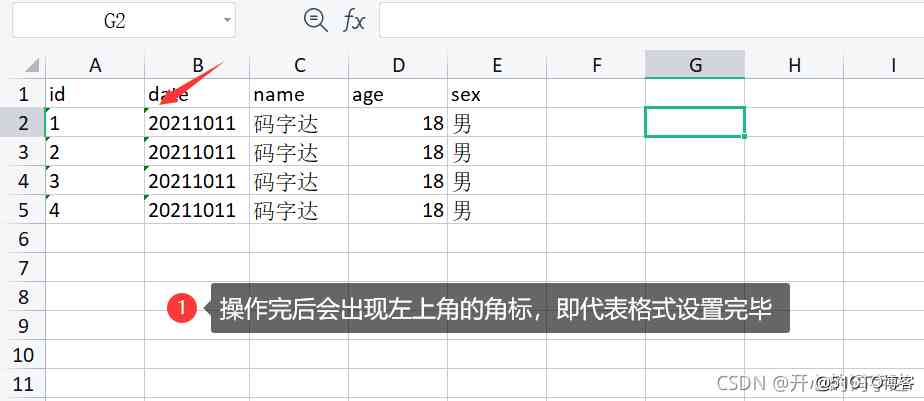 G2 fx
A B C D E F G H I
1 id date name age sex
2 1 20211011 码字达 18 男
3 2 20211011 码字达 18 男
4 3 20211011 码字达 18 男
5 4 20211011 码字达 18 男
6
7
8
9
10
11
1 操作完后会出现左上角的角标，即代表格式设置完毕
CSDN @开心的
@51CTO博客